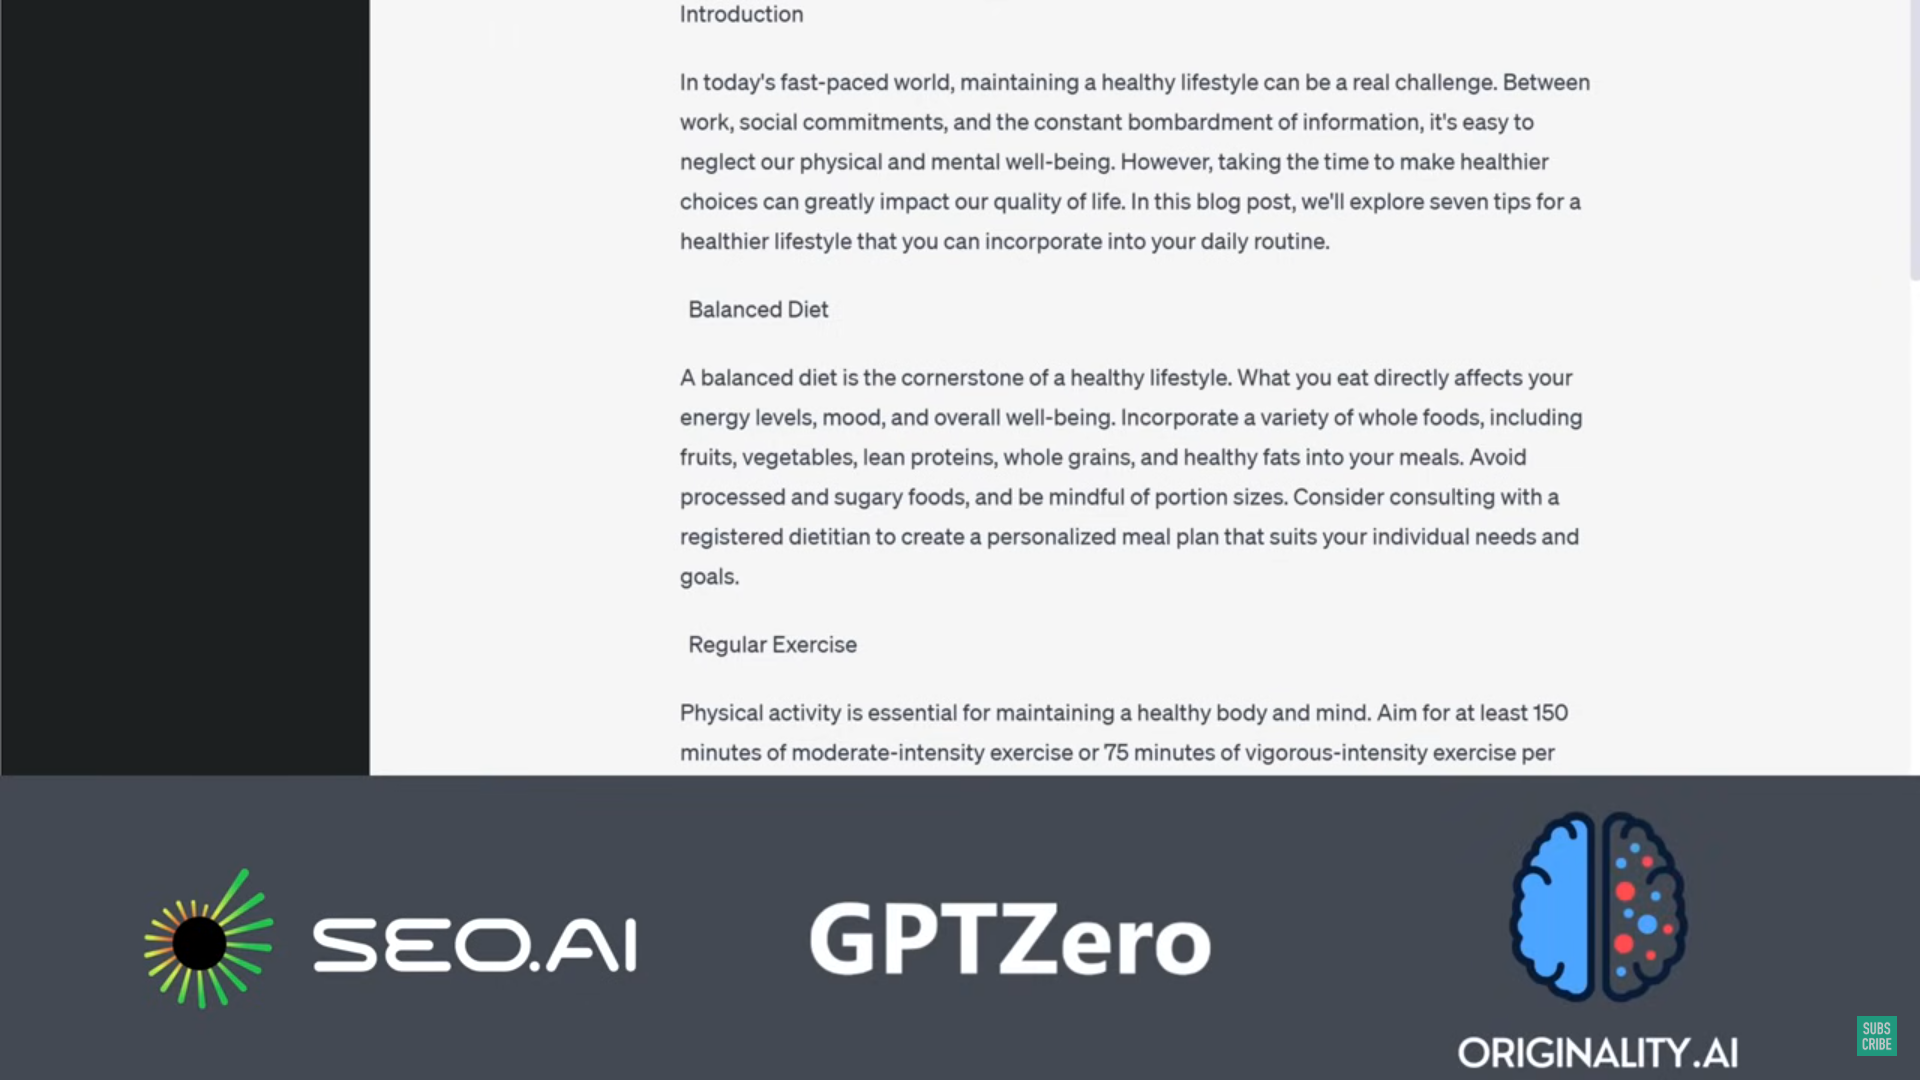 Introduction
In today's fast-paced world, maintaining a healthy lifestyle can be a real challenge. Between
work, social commitments, and the constant bombardment of information, it's easy to
neglect our physical and mental well-being. However, taking the time to make healthier
choices can greatly impact our quality of life. In this blog post, we'll explore seven tips for a
healthier lifestyle that you can incorporate into your daily routine.
Balanced Diet
A balanced diet is the cornerstone of a healthy lifestyle. What you eat directly affects your
energy levels, mood, and overall well-being. Incorporate a variety of whole foods, including
fruits, vegetables, lean proteins, whole grains, and healthy fats into your meals. Avoid
processed and sugary foods, and be mindful of portion sizes. Consider consulting with a
registered dietitian to create a personalized meal plan that suits your individual needs and
goals.
Regular Exercise
Physical activity is essential for maintaining a healthy body and mind. Aim for at least 150
minutes of moderate-intensity exercise or 75 minutes of vigorous-intensity exercise per
SEO.AI
GPTZero
ORIGINALITY.AI
SUBS
CRIBE